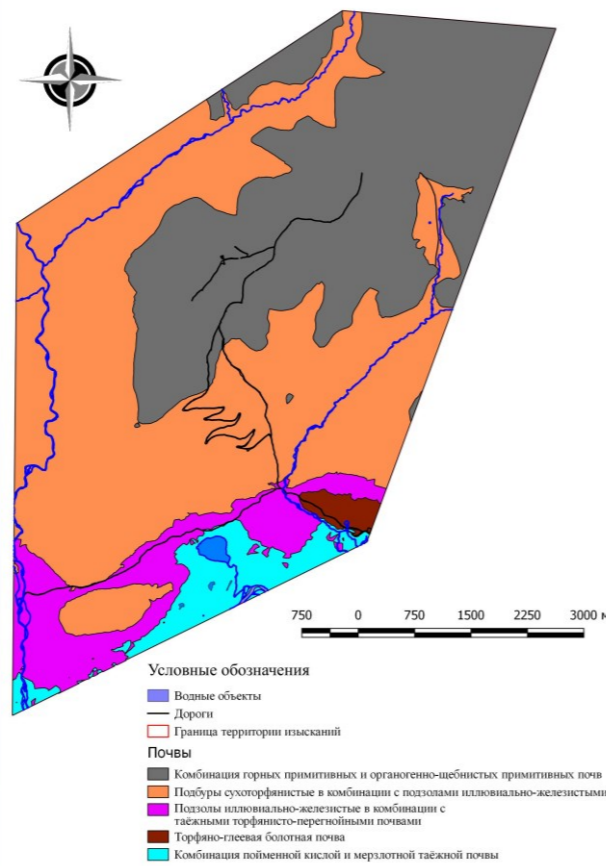 750 0 750 1500 2250 3000 м
Условные обозначения
Водные объекты
Дороги
Граница территории изысканий
Почвы
Комбинация горных примитивных и органогенно-щебнистых примитивных почв
Подбуры сухоторфянистые в комбинации с подзолами иллювиально-железистыми
Подзолы иллювиально-железистые в комбинации с
таёжными торфянисто-перегнойными почвами
Торфяно-глеевая болотная почва
Комбинация пойменной кислой и мерзлотной таёжной почвы